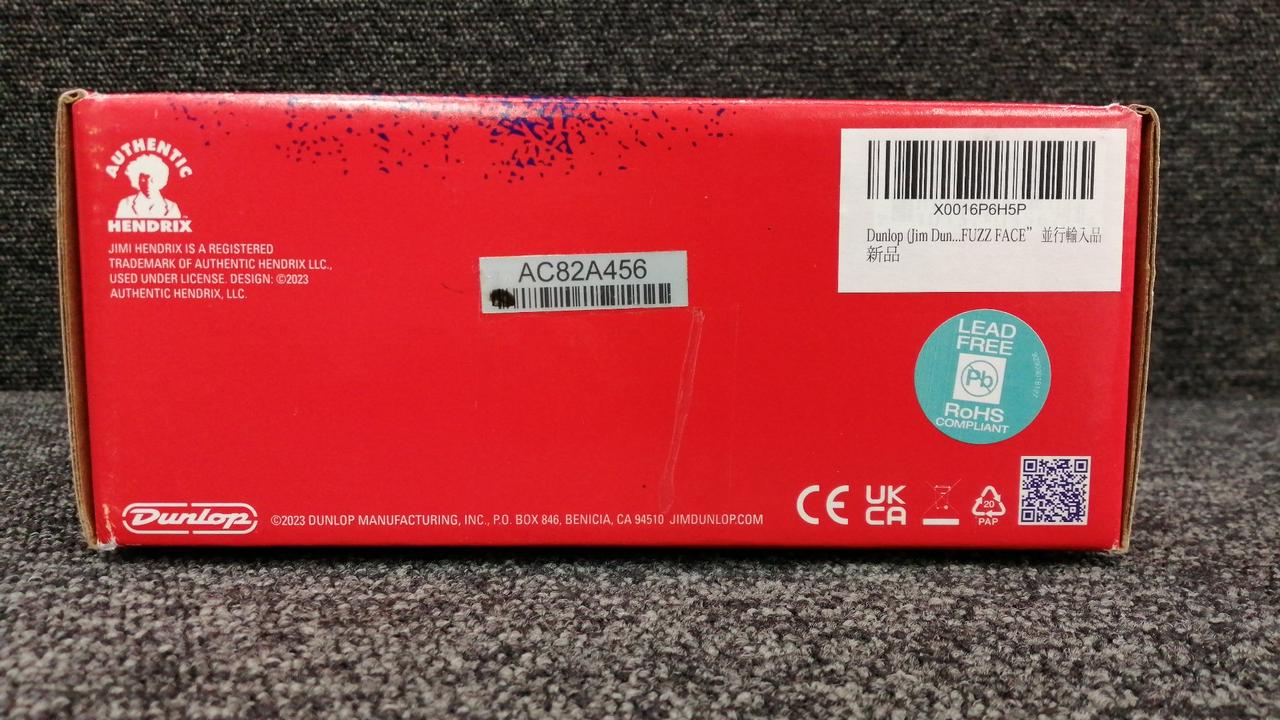 AUTHENTIC
HENDRIX
JIMI HENDRIX IS A REGISTERED
TRADEMARK OF AUTHENTIC HENDRIX LLC.,
USED UNDER LICENSE. DESIGN: ©2023
AUTHENTIC HENDRIX, LLC.
AC82A456
X0016P6H5P
Dunlop (Jim Dun...FUZZ FACE” 並行輸入品
新品
LEAD
FREE
Pb
RoHS
COMPLIANT
Dunlop
©2023 DUNLOP MANUFACTURING, INC., P.O. BOX 846, BENICIA, CA 94510 JIMDUNLOP.COM
CE
UK
CA
20
PAP